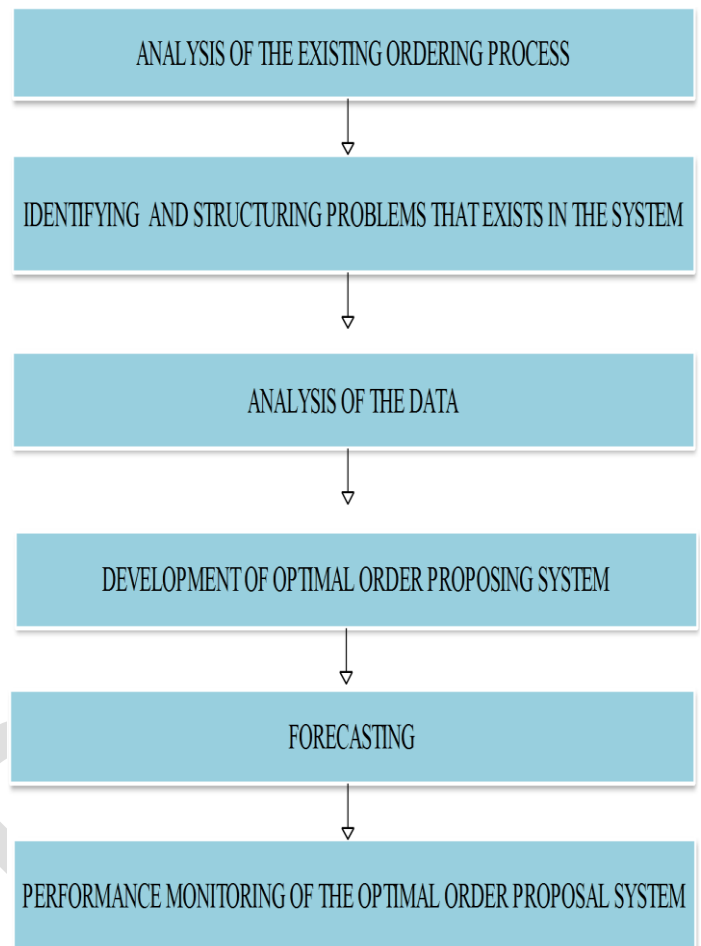 ANALYSIS OF THE EXISTING ORDERING PROCESS
IDENTIFYING AND STRUCTURING PROBLEMS THAT EXISTS IN THE SYSTEM
ANALYSIS OF THE DATA
DEVELOPMENT OF OPTIMAL ORDER PROPOSING SYSTEM
FORECASTING
PERFORMANCE MONITORING OF THE OPTIMAL ORDER PROPOSAL SYSTEM